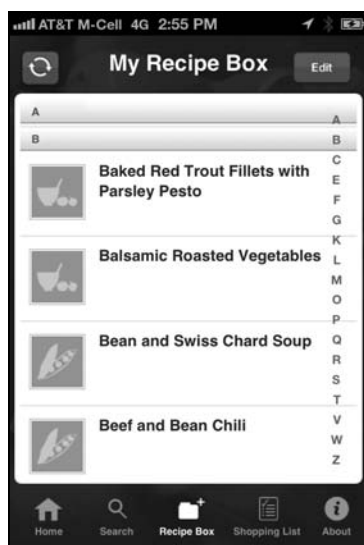 AT&T M-Cell 4G 2:55 PM
My Recipe Box
Edit
A
B
Baked Red Trout Fillets with
Parsley Pesto
Balsamic Roasted Vegetables
Bean and Swiss Chard Soup
Beef and Bean Chili
A
B
C
E
F
G
K
L
M
O
P
Q
R
S
T
V
W
Z
Home
Search
Recipe Box
Shopping List
About